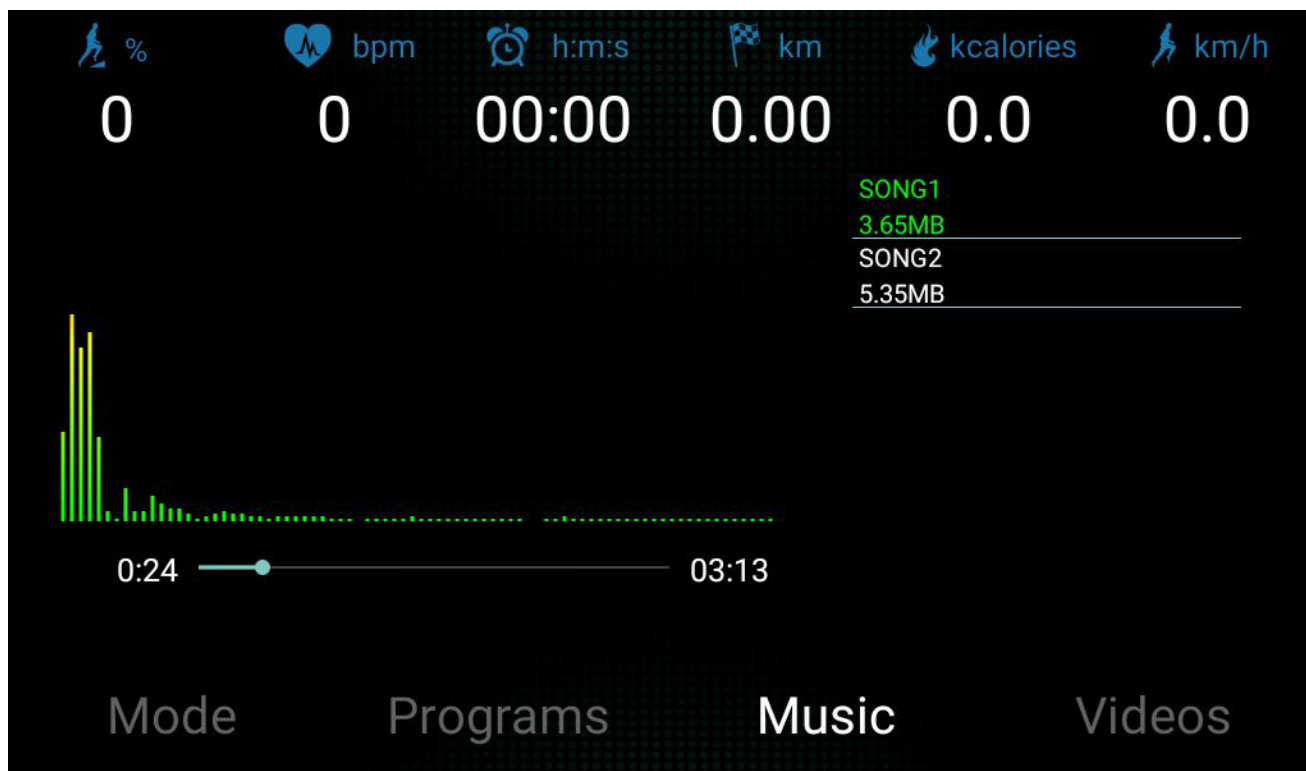 % bpm h:m:s km kcalories km/h
0 0 00:00 0.00 0.0 0.0
SONG1
3.65MB
SONG2
5.35MB
0:24 03:13
Mode Programs Music Videos